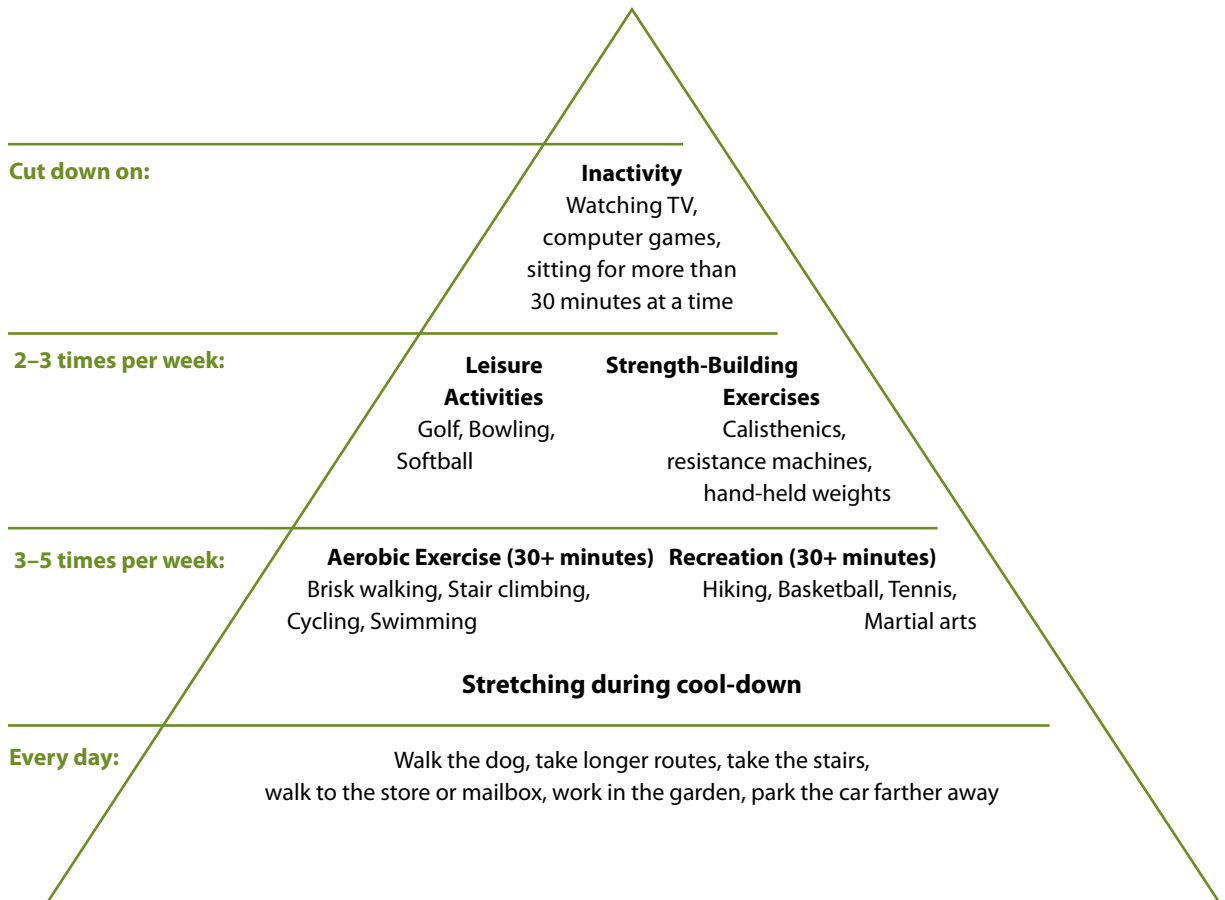 Cut down on:
Inactivity
Watching TV,
computer games,
sitting for more than
30 minutes at a time
2–3 times per week:
Leisure
Activities
Golf, Bowling,
Softball
Strength-Building
Exercises
Calisthenics,
resistance machines,
hand-held weights
3–5 times per week:
Aerobic Exercise (30+ minutes)
Brisk walking, Stair climbing,
Cycling, Swimming
Recreation (30+ minutes)
Hiking, Basketball, Tennis,
Martial arts
Stretching during cool-down
Every day:
Walk the dog, take longer routes, take the stairs,
walk to the store or mailbox, work in the garden, park the car farther away